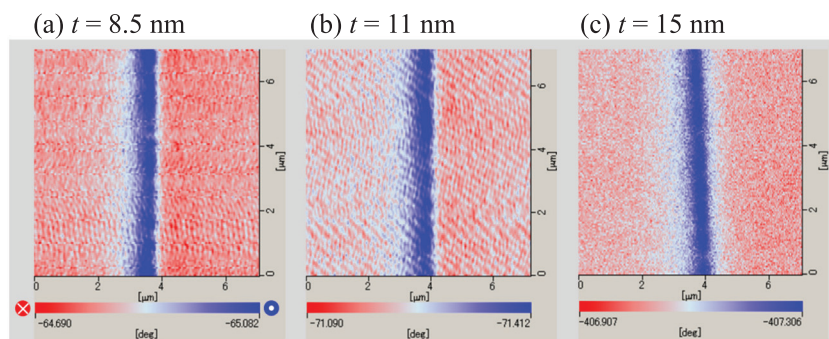 (a) t = 8.5 nm
(b) t = 11 nm
(c) t = 15 nm
6
4
2
0
[µm]
0
2
4
6
[µm]
-64.690
-65.082
[deg]
6
4
2
0
[µm]
0
2
4
6
[µm]
-71.090
-71.412
[deg]
6
4
2
0
[µm]
0
2
4
6
[µm]
-406.907
-407.306
[deg]